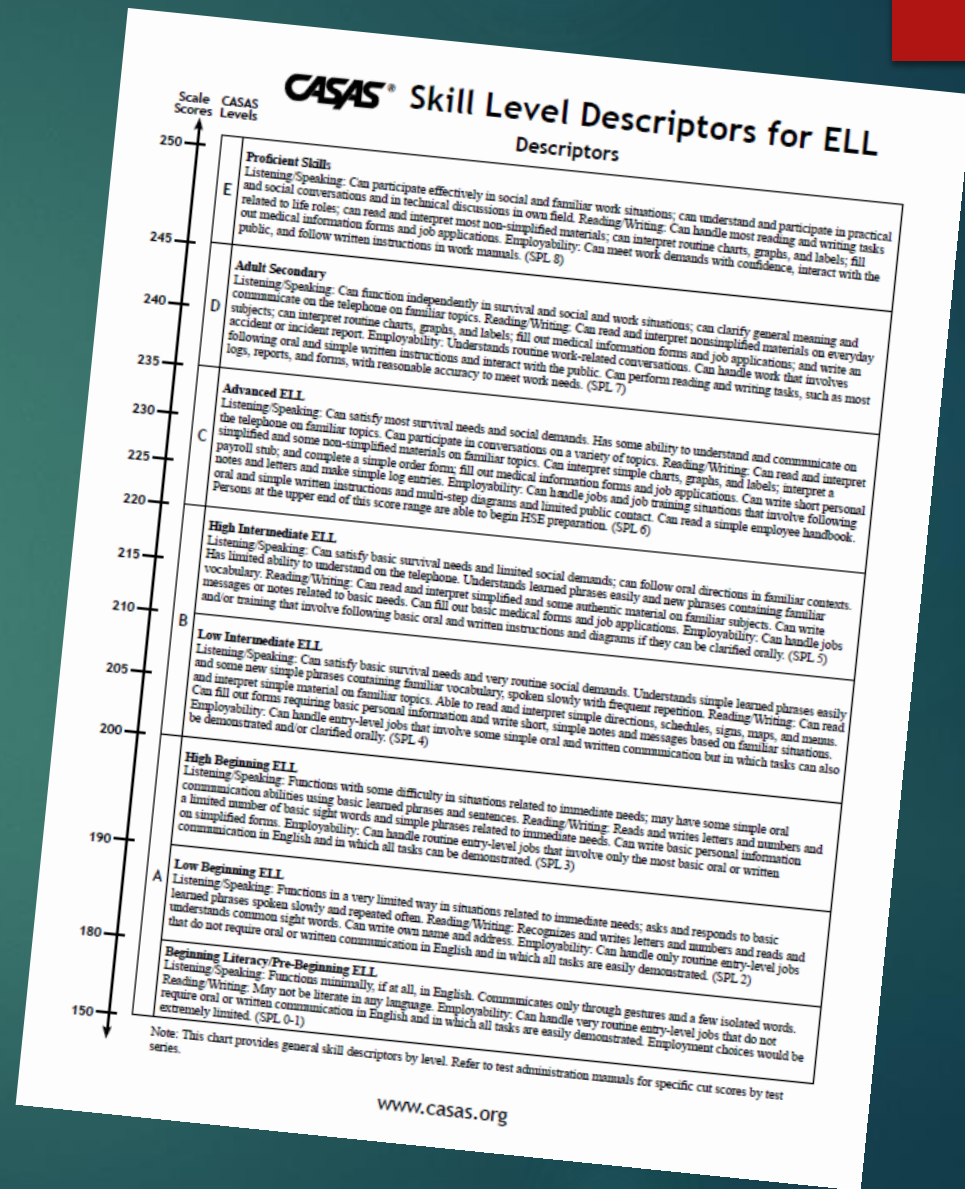 CASAS® Skill Level Descriptors for ELL
Descriptors
Scale Scores
CASAS Levels
250
Proficient Skills
Listening/Speaking: Can participate effectively in social and familiar work situations; can understand and participate in practical
and social conversations and in technical discussions in own field. Reading/Writing: Can handle most reading and writing tasks
related to life roles; can read and interpret most non-simplified materials; can interpret routine charts, graphs, and labels; fill
out medical information forms and job applications. Employability: Can meet work demands with confidence, interact with the
public, and follow written instructions in work manuals. (SPL 8)
E
245
Adult Secondary
Listening/Speaking: Can function independently in survival and social and work situations; can clarify general meaning and
communicate on the telephone on familiar topics. Reading/Writing: Can read and interpret nonsimplified materials on everyday
subjects; can interpret routine charts, graphs, and labels; fill out medical information forms and job applications; and write an
accident or incident report. Employability: Understands routine work-related conversations. Can handle work that involves
following oral and simple written instructions and interact with the public. Can perform reading and writing tasks, such as most
logs, reports, and forms, with reasonable accuracy to meet work needs. (SPL 7)
240
D
235
Advanced ELL
Listening/Speaking: Can satisfy most survival needs and social demands. Has some ability to understand and communicate on
the telephone on familiar topics. Can participate in conversations on a variety of topics. Reading/Writing: Can read and interpret
simplified and some non-simplified materials on familiar topics. Can interpret simple charts, graphs, and labels; interpret a
payroll stub; and complete a simple order form; fill out medical information forms and job applications. Can write short personal
notes and letters and make simple log entries. Employability: Can handle jobs and job training situations that involve following
oral and simple written instructions and multi-step diagrams and limited public contact. Can read a simple employee handbook.
Persons at the upper end of this score range are able to begin HSE preparation. (SPL 6)
230
C
225
220
High Intermediate ELL
Listening/Speaking: Can satisfy basic survival needs and limited social demands; can follow oral directions in familiar contexts.
Has limited ability to understand on the telephone. Understands learned phrases easily and new phrases containing familiar
vocabulary. Reading/Writing: Can read and interpret simplified and some authentic material on familiar subjects. Can write
messages or notes related to basic needs. Can fill out basic medical forms and job applications. Employability: Can handle jobs
and/or training that involve following basic oral and written instructions and diagrams if they can be clarified orally. (SPL 5)
215
210
B
Low Intermediate ELL
Listening/Speaking: Can satisfy basic survival needs and very routine social demands. Understands simple learned phrases easily
and some new simple phrases containing familiar vocabulary, spoken slowly with frequent repetition. Reading/Writing: Can read
and interpret simple material on familiar topics. Able to read and interpret simple directions, schedules, signs, maps, and menus.
Can fill out forms requiring basic personal information and write short, simple notes and messages based on familiar situations.
Employability: Can handle entry-level jobs that involve some simple oral and written communication but in which tasks can also
be demonstrated and/or clarified orally. (SPL 4)
205
200
High Beginning ELL
Listening/Speaking: Functions with some difficulty in situations related to immediate needs; may have some simple oral
communication abilities using basic learned phrases and sentences. Reading/Writing: Reads and writes letters and numbers and
a limited number of basic sight words and simple phrases related to immediate needs. Can write basic personal information
on simplified forms. Employability: Can handle routine entry-level jobs that involve only the most basic oral or written
communication in English and in which all tasks can be demonstrated. (SPL 3)
190
A
Low Beginning ELL
Listening/Speaking: Functions in a very limited way in situations related to immediate needs; asks and responds to basic
learned phrases spoken slowly and repeated often. Reading/Writing: Recognizes and writes letters and numbers and reads and
understands common sight words. Can write own name and address. Employability: Can handle only routine entry-level jobs
that do not require oral or written communication in English and in which all tasks are easily demonstrated. (SPL 2)
180
Beginning Literacy/Pre-Beginning ELL
Listening/Speaking: Functions minimally, if at all, in English. Communicates only through gestures and a few isolated words.
Reading/Writing: May not be literate in any language. Employability: Can handle very routine entry-level jobs that do not
require oral or written communication in English and in which all tasks are easily demonstrated. Employment choices would be
extremely limited. (SPL 0-1)
150
Note: This chart provides general skill descriptors by level. Refer to test administration manuals for specific cut scores by test
series.
www.casas.org